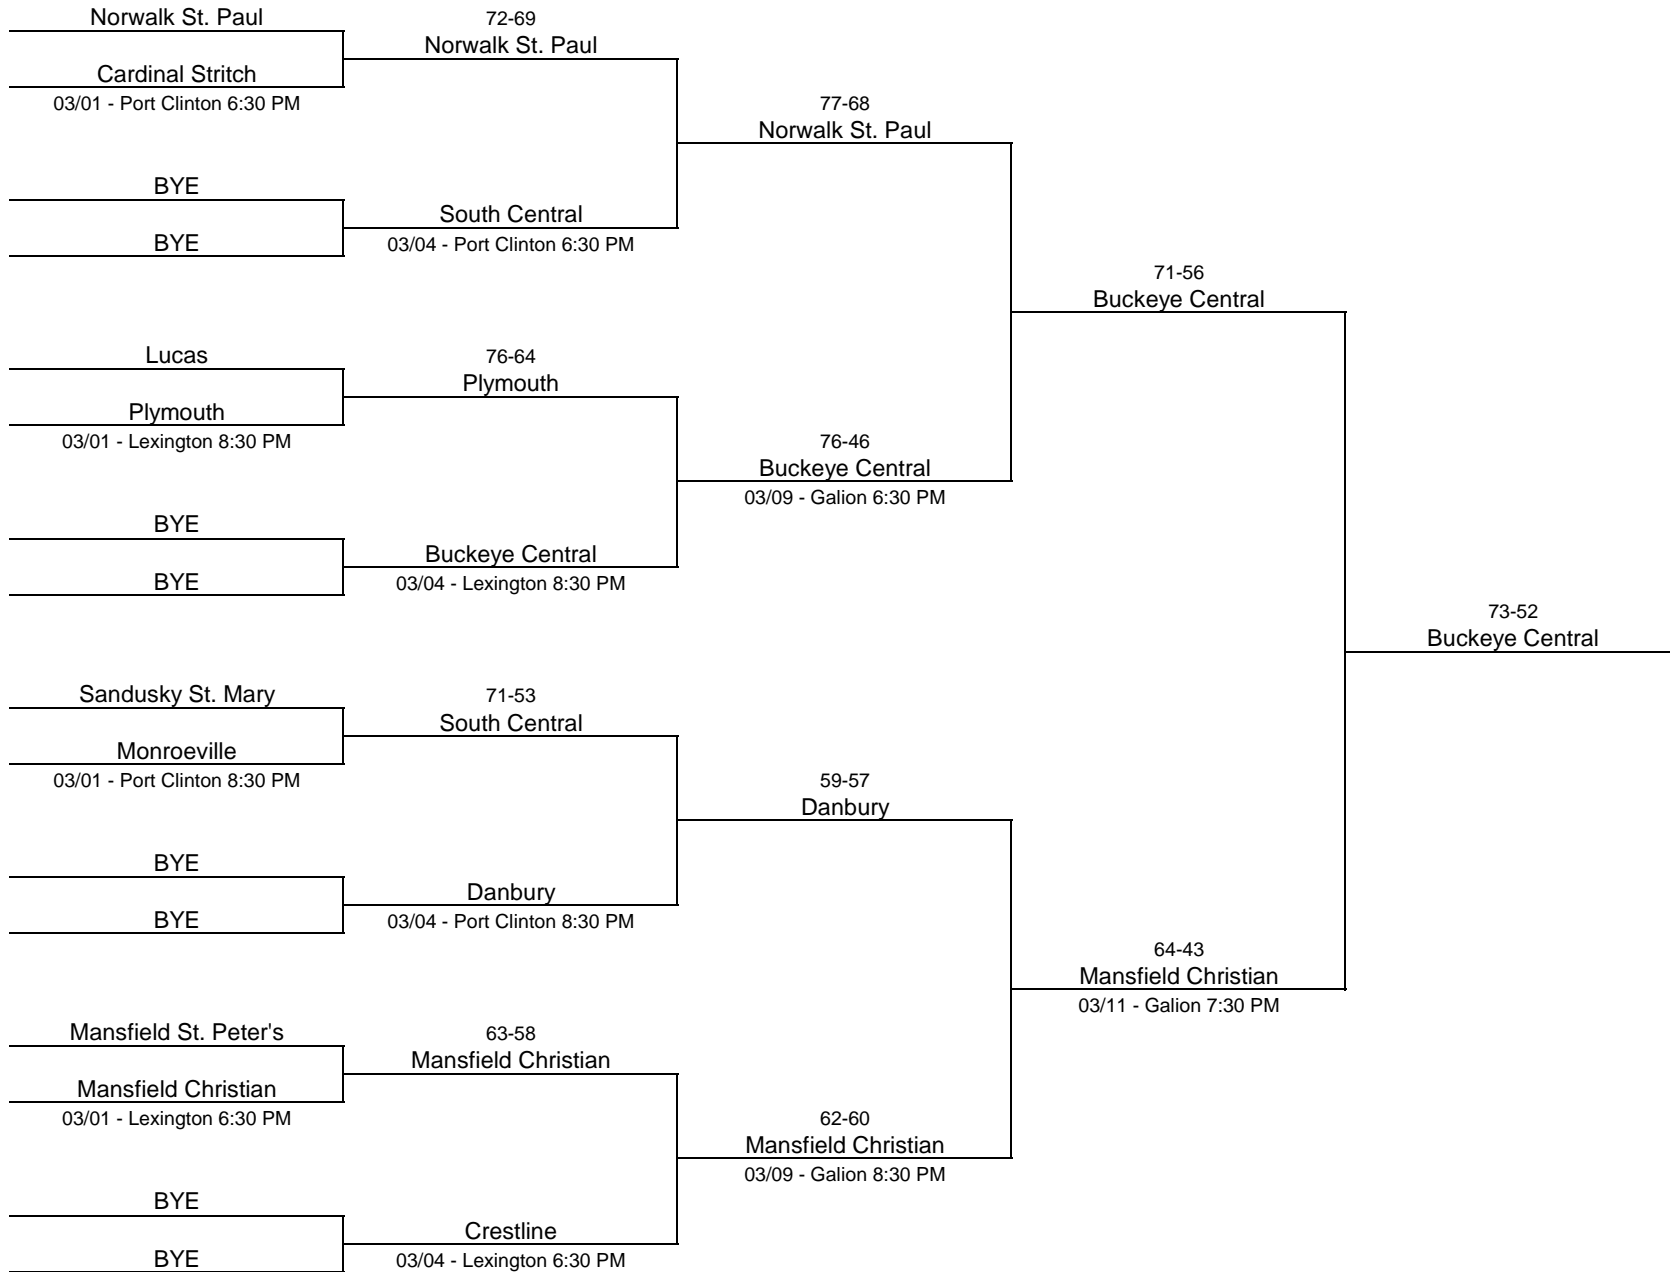 Norwalk St. Paul
72-69
Norwalk St. Paul
Cardinal Stritch
03/01 - Port Clinton 6:30 PM
77-68
Norwalk St. Paul
BYE
South Central
BYE
03/04 - Port Clinton 6:30 PM
71-56
Buckeye Central
Lucas
76-64
Plymouth
Plymouth
03/01 - Lexington 8:30 PM
76-46
Buckeye Central
03/09 - Galion 6:30 PM
BYE
Buckeye Central
BYE
03/04 - Lexington 8:30 PM
73-52
Buckeye Central
Sandusky St. Mary
71-53
South Central
Monroeville
03/01 - Port Clinton 8:30 PM
59-57
Danbury
BYE
Danbury
BYE
03/04 - Port Clinton 8:30 PM
64-43
Mansfield Christian
03/11 - Galion 7:30 PM
Mansfield St. Peter's
63-58
Mansfield Christian
Mansfield Christian
03/01 - Lexington 6:30 PM
62-60
Mansfield Christian
03/09 - Galion 8:30 PM
BYE
Crestline
BYE
03/04 - Lexington 6:30 PM